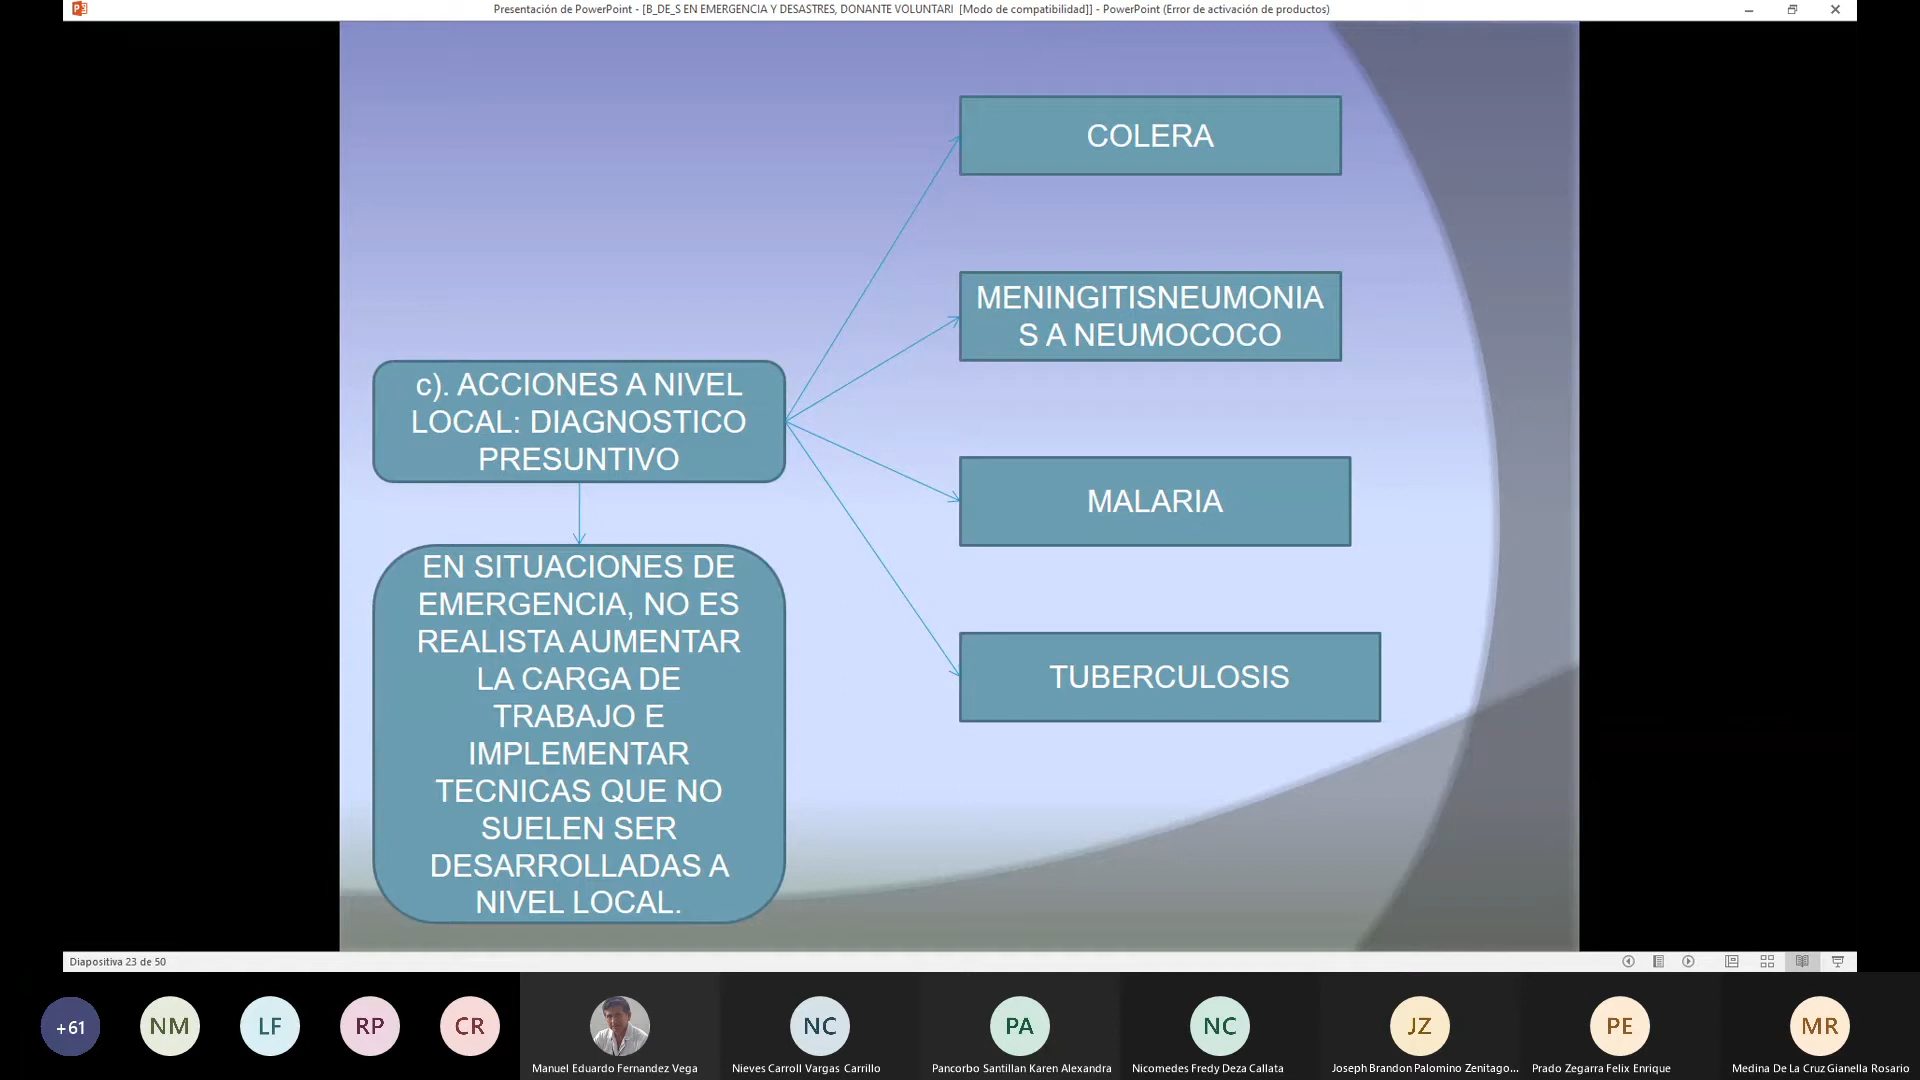 Presentación de PowerPoint - [B_DE_S EN EMERGENCIA Y DESASTRES, DONANTE VOLUNTARI [Modo de compatibilidad]] - PowerPoint (Error de activación de productos)
COLERA
MENINGITISNEUMONIA
S A NEUMOCOCO
c). ACCIONES A NIVEL
LOCAL: DIAGNOSTICO
PRESUNTIVO
MALARIA
EN SITUACIONES DE
EMERGENCIA, NO ES
REALISTA AUMENTAR
LA CARGA DE
TRABAJO E
IMPLEMENTAR
TECNICAS QUE NO
SUELEN SER
DESARROLLADAS A
NIVEL LOCAL.
TUBERCULOSIS
Diapositiva 23 de 50
+61
NM
LF
RP
CR
NC
PA
NC
JZ
PE
MR
Manuel Eduardo Fernandez Vega
Nieves Carroll Vargas Carrillo
Pancorbo Santillan Karen Alexandra
Nicomedes Fredy Deza Callata
Joseph Brandon Palomino Zenitago...
Prado Zegarra Felix Enrique
Medina De La Cruz Gianella Rosario